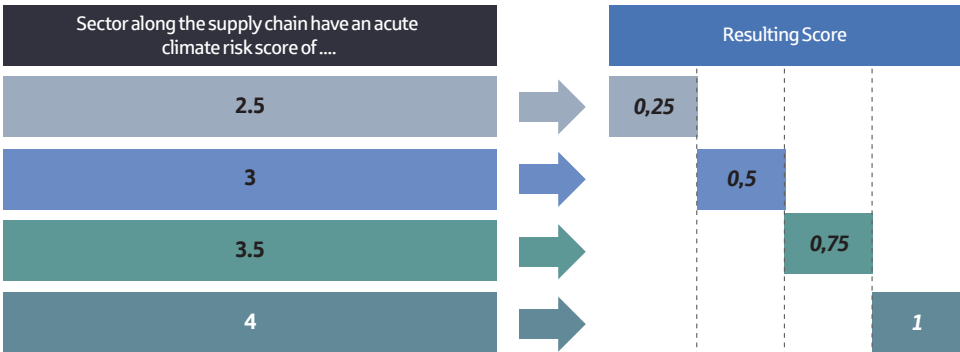 Sector along the supply chain have an acute
climate risk score of ....
Resulting Score
2.5
0,25
3
0,5
3.5
0,75
4
1